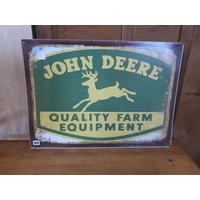 JOHN DEERE
QUALITY FARM
EQUIPMENT